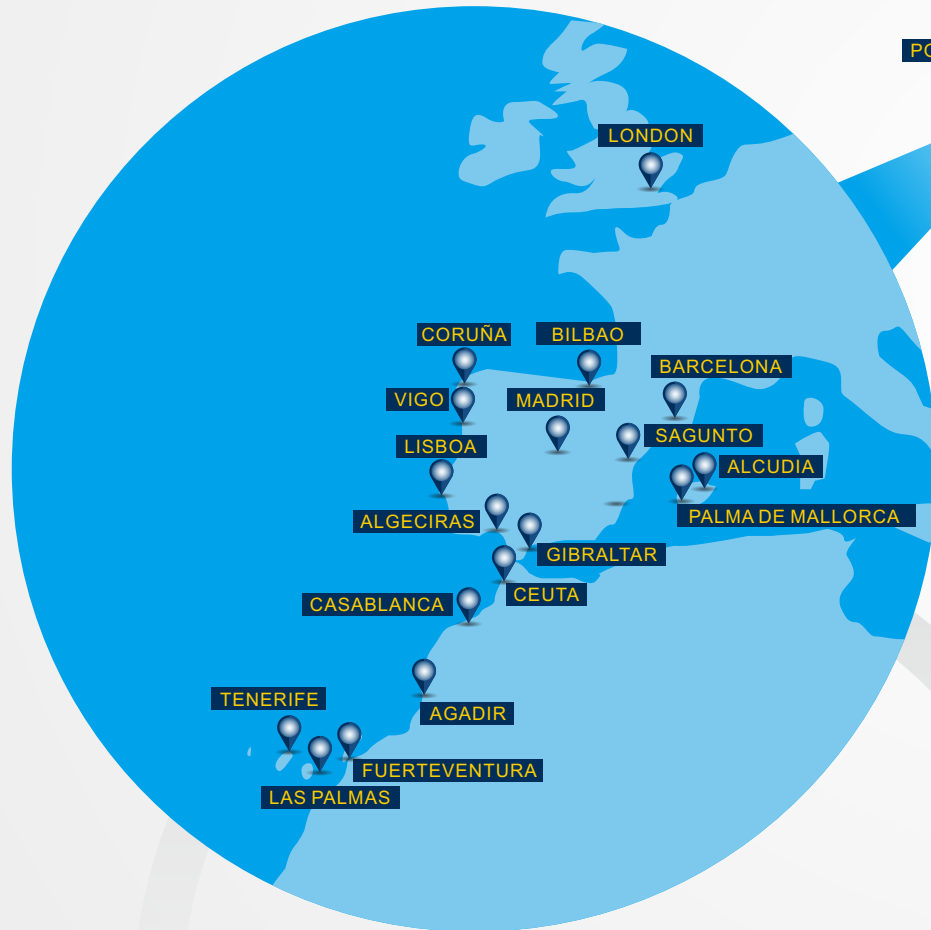 LONDON
CORUÑA
BILBAO
BARCELONA
VIGO
MADRID
SAGUNTO
LISBOA
ALCUDIA
PALMA DE MALLORCA
ALGECIRAS
GIBRALTAR
CEUTA
CASABLANCA
TENERIFE
AGADIR
FUERTEVENTURA
LAS PALMAS